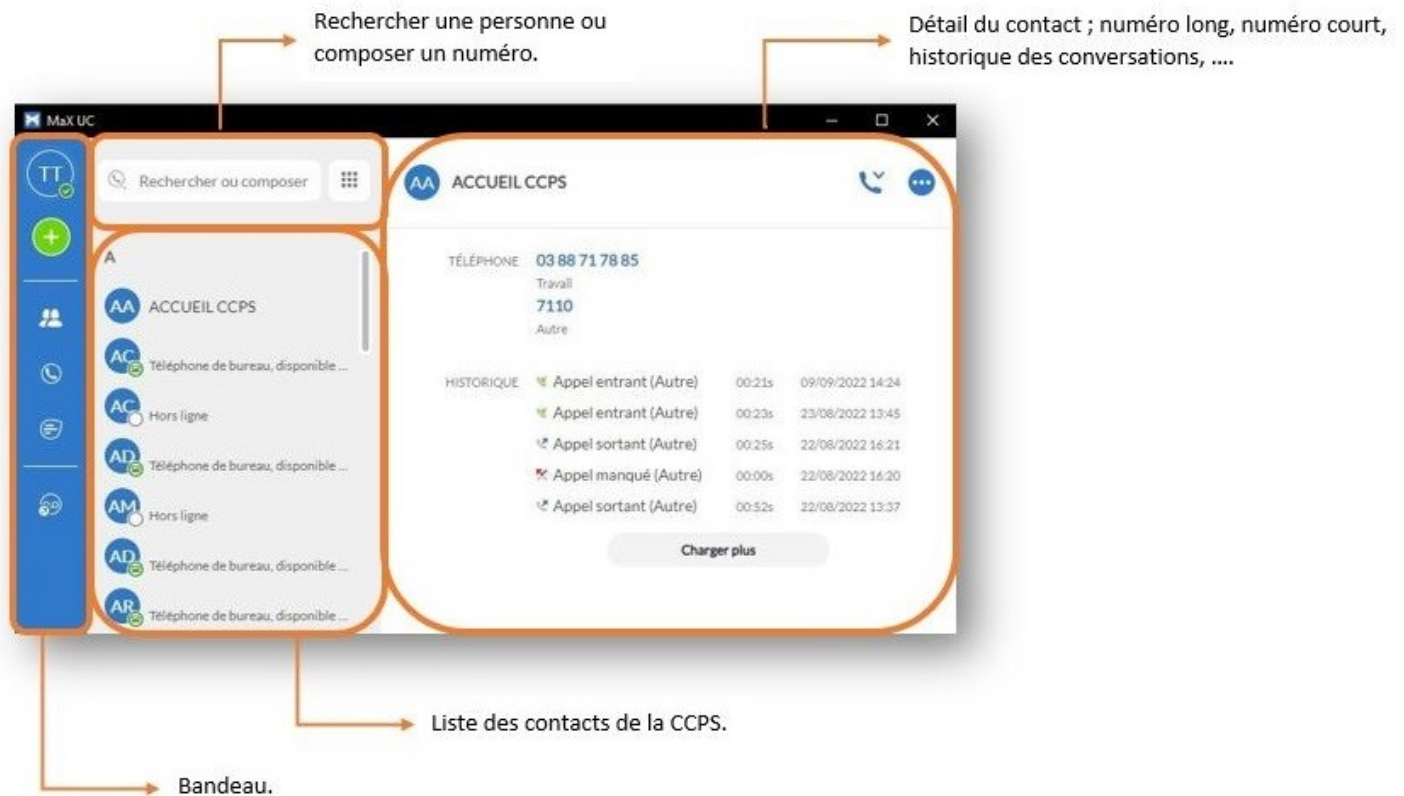 Rechercher une personne ou
composer un numéro.
Détail du contact ; numéro long, numéro court,
historique des conversations, ....
MaX UC
TT
Rechercher ou composer
A
AA ACCUEIL CCPS
AC Téléphone de bureau, disponible ...
AC Hors ligne
AD Téléphone de bureau, disponible ...
AM Hors ligne
AD Téléphone de bureau, disponible ...
AR Téléphone de bureau, disponible ...
AA ACCUEIL CCPS
TÉLÉPHONE 03 88 71 78 85
Travail
7110
Autre
HISTORIQUE Appel entrant (Autre) 00:21s 09/09/2022 14:24
Appel entrant (Autre) 00:23s 23/08/2022 13:45
Appel sortant (Autre) 00:25s 22/08/2022 16:21
Appel manqué (Autre) 00:00s 22/08/2022 16:20
Appel sortant (Autre) 00:52s 22/08/2022 13:37
Charger plus
Liste des contacts de la CCPS.
Bandeau.